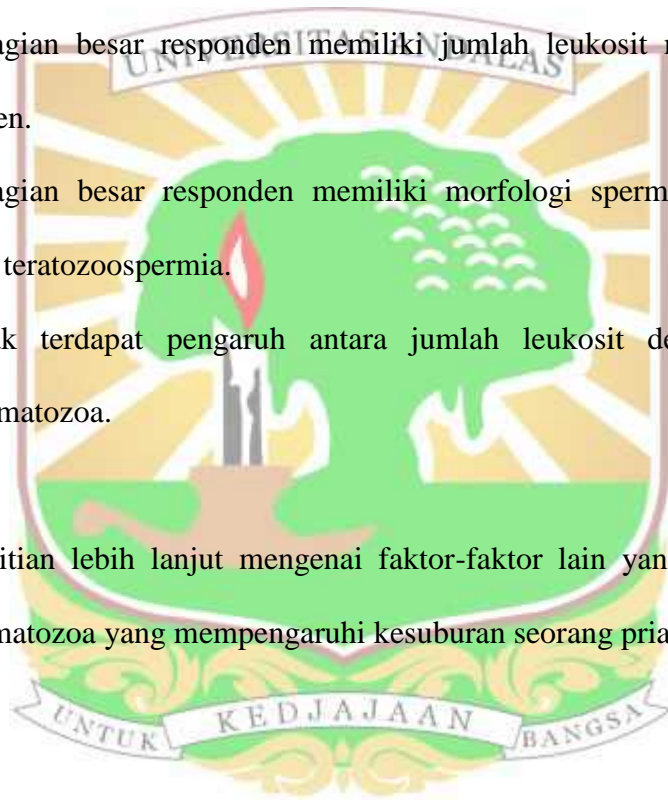 UNIVERSITAS ANDALAS
agian besar responden memiliki jumlah leukosit
en.
agian besar responden memiliki morfologi sperm
teratozoospermia.
ak terdapat pengaruh antara jumlah leukosit de
matozoa.
itian lebih lanjut mengenai faktor-faktor lain yan
matozoa yang mempengaruhi kesuburan seorang pria
UNTUK KEDJAJAAN BANGSA